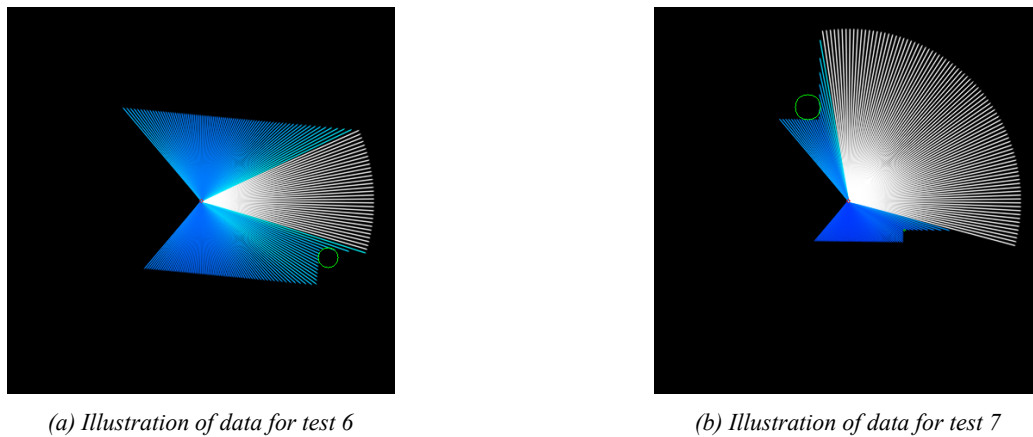 (a) Illustration of data for test 6
(b) Illustration of data for test 7